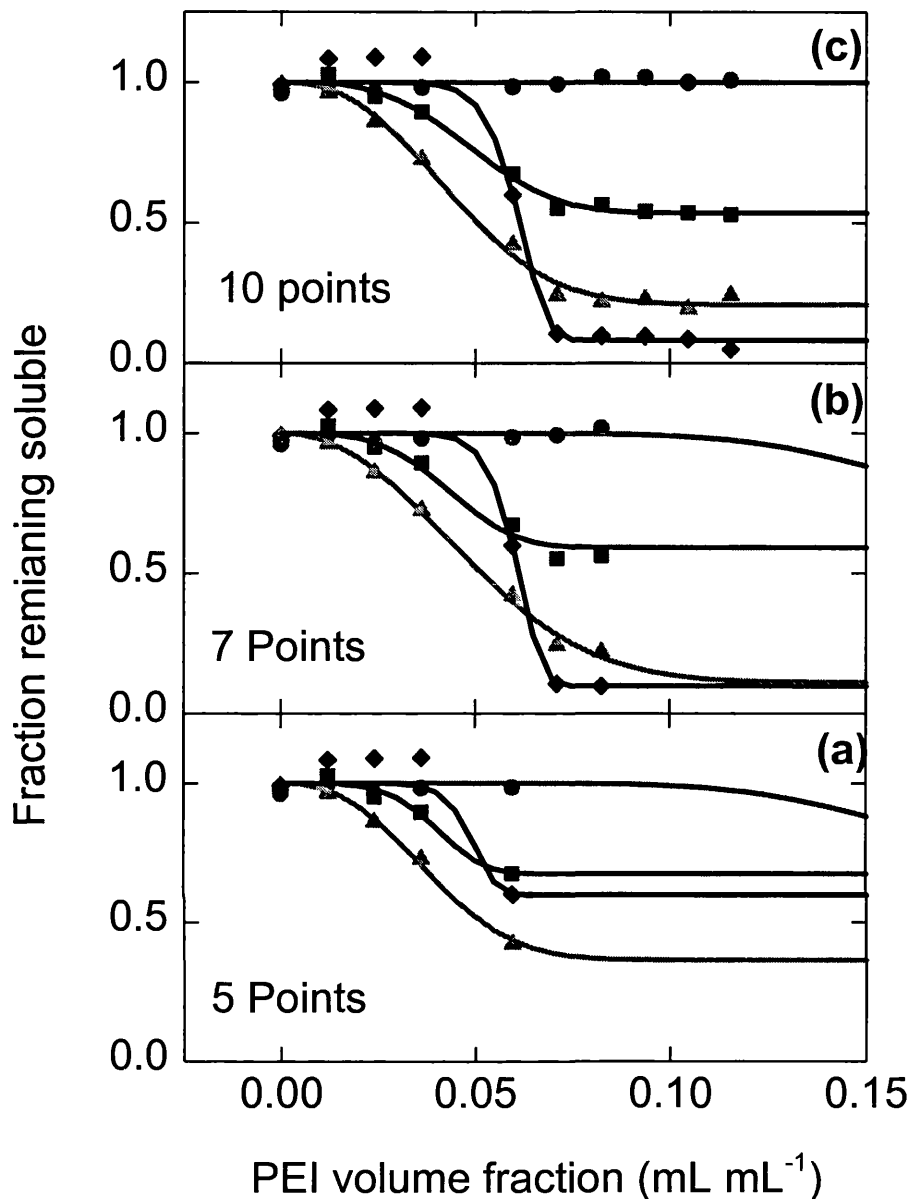 (c)
1.0
0.5
10 points
0.0
(b)
1.0
0.5
7 Points
0.0
(a)
1.0
0.5
5 Points
0.0
0.00 0.05 0.10 0.15
PEI volume fraction (mL mL⁻¹)
Fraction remianing soluble